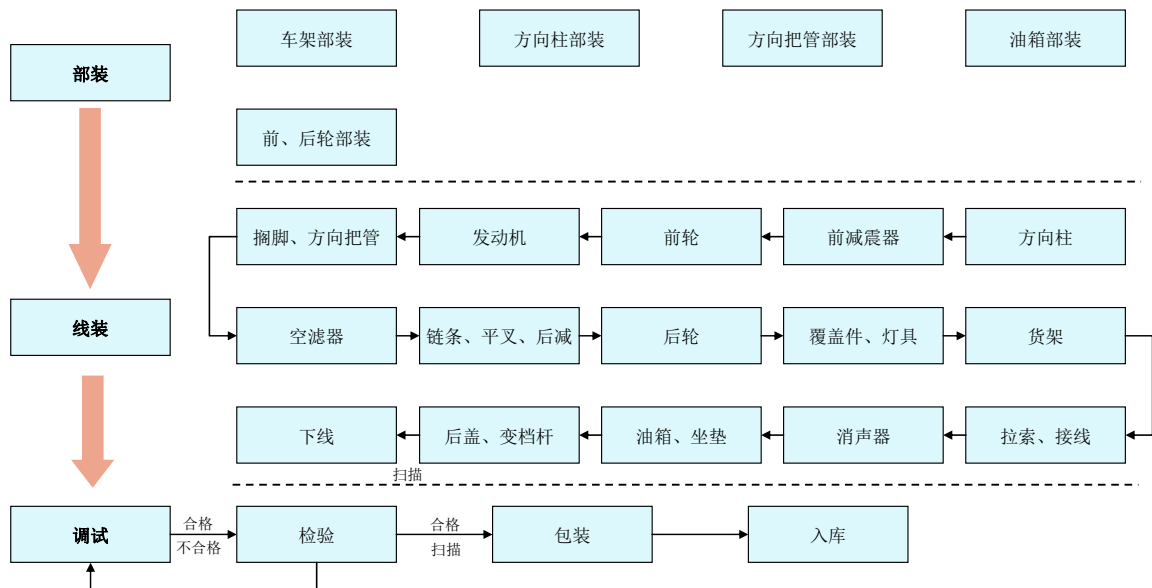 车架部装
方向柱部装
方向把管部装
油箱部装
部装
前、后轮部装
搁脚、方向把管
发动机
前轮
前减震器
方向柱
线装
空滤器
链条、平叉、后减
后轮
覆盖件、灯具
货架
下线
后盖、变档杆
油箱、坐垫
消声器
拉索、接线
扫描
调试
合格
不合格
检验
合格
扫描
包装
入库